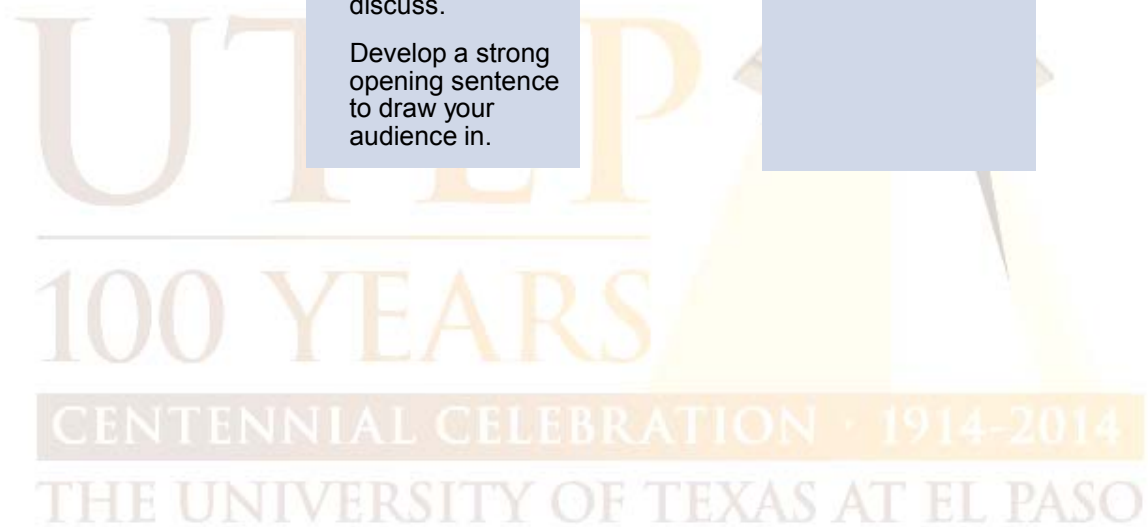 discuss.
Develop a strong
opening sentence
to draw your
audience in.
UTEP
100 YEARS
CENTENNIAL CELEBRATION · 1914-2014
THE UNIVERSITY OF TEXAS AT EL PASO